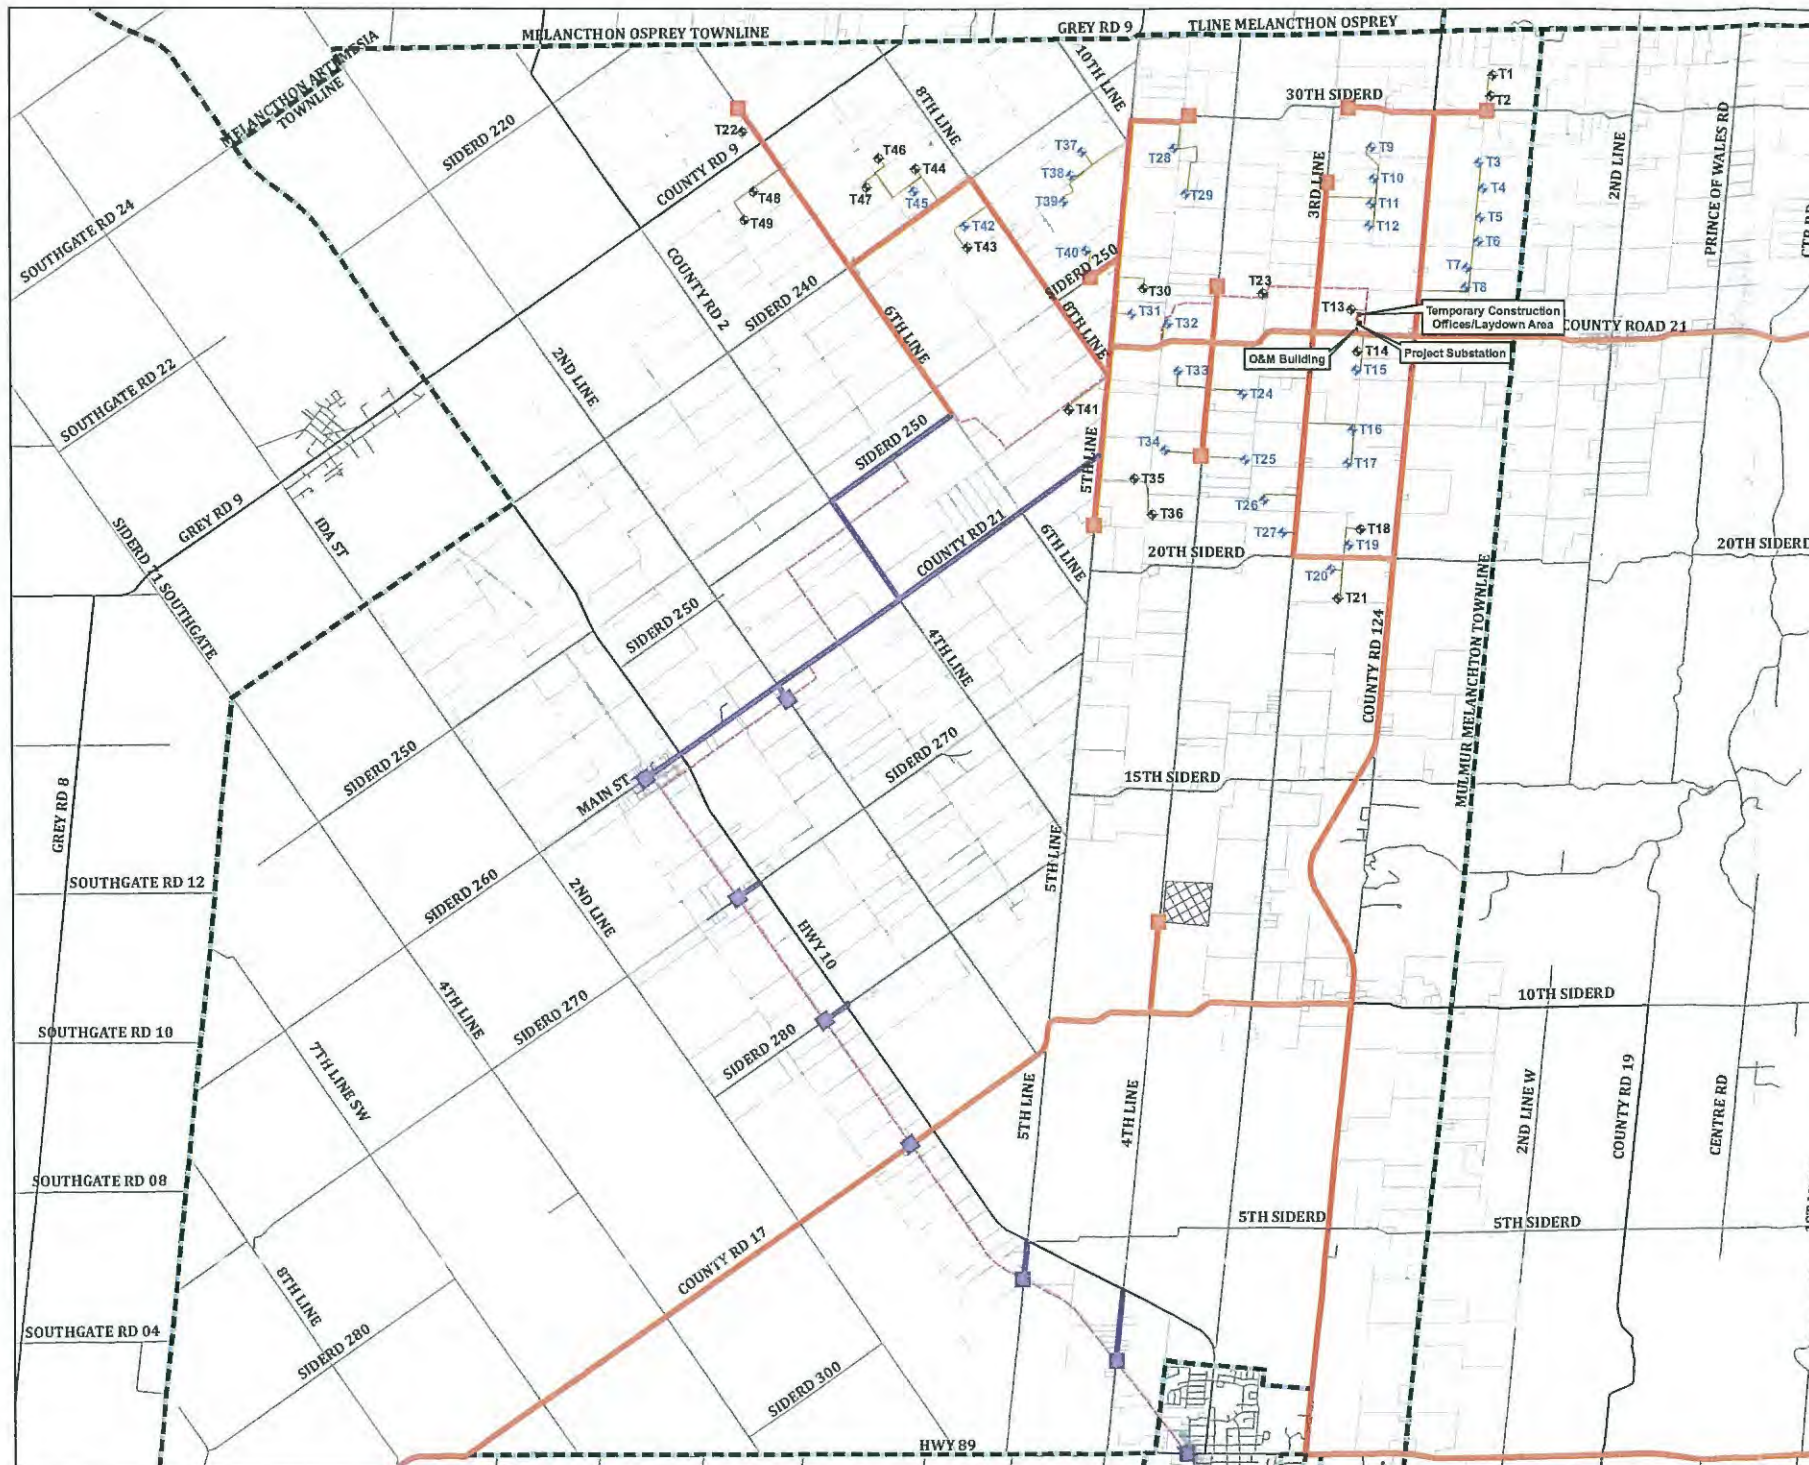 MELANCTHON OSPREY TOWNLINE
GREY RD 9
TLINE MELANCTHON OSPREY
MELANCTHON ARTEMESIA
TOWNLINE
10TH LINE
8TH LINE
30TH SIDERD
T1
T2
T22
T46
T44
T37
T28
T9
T3
2ND LINE
PRINCE OF WALES RD
SIDERD 220
COUNTY RD 9
T48
T47
T45
T38
T29
3RD LINE
T10
T4
T49
T39
T11
T5
SOUTHGATE RD 24
T42
T43
T12
T6
COUNTY RD 2
T40
SIDERD 250
T7
T8
SIDERD 240
T30
T23
T13
Temporary Construction
Offices/Laydown Area
6TH LINE
8TH LINE
T31
T32
COUNTY ROAD 21
SOUTHGATE RD 22
2ND LINE
O&M Building
T14
Project Substation
T33
T15
T24
T41
SIDERD 250
T16
T34
T25
T17
5TH LINE
T35
T26
T36
GREY RD 9
IDA ST
SIDERD 71 SOUTHGATE
COUNTY RD 21
6TH LINE
T27
T18
T19
20TH SIDERD
20TH SIDERD
T20
T21
SIDERD 250
4TH LINE
COUNTY RD 124
MULMUR MELANCHTON TOWNLINE
SIDERD 250
SIDERD 270
15TH SIDERD
MAIN ST
GREY RD 8
5TH LINE
SOUTHGATE RD 12
SIDERD 260
2ND LINE
HWY 10
10TH SIDERD
4TH LINE
SIDERD 270
SIDERD 280
SOUTHGATE RD 10
7TH LINE SW
5TH LINE
4TH LINE
2ND LINE W
COUNTY RD 19
CENTRE RD
SOUTHGATE RD 08
5TH SIDERD
5TH SIDERD
COUNTY RD 17
8TH LINE
SOUTHGATE RD 04
SIDERD 280
SIDERD 300
HWY 89